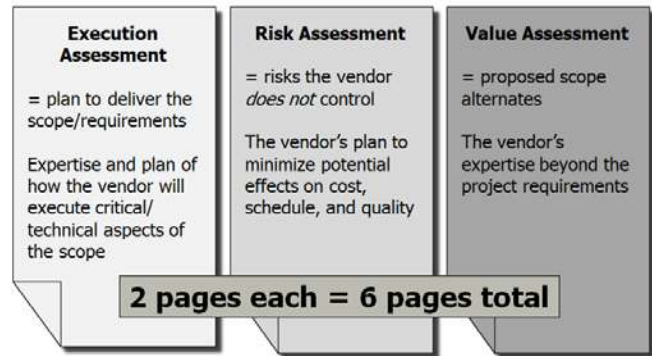 Execution
Assessment
= plan to deliver the
scope/requirements
Expertise and plan of
how the vendor will
execute critical/
technical aspects of
the scope
Risk Assessment
= risks the vendor
does not control
The vendor's plan to
minimize potential
effects on cost,
schedule, and quality
Value Assessment
= proposed scope
alternates
The vendor's
expertise beyond the
project requirements
2 pages each = 6 pages total